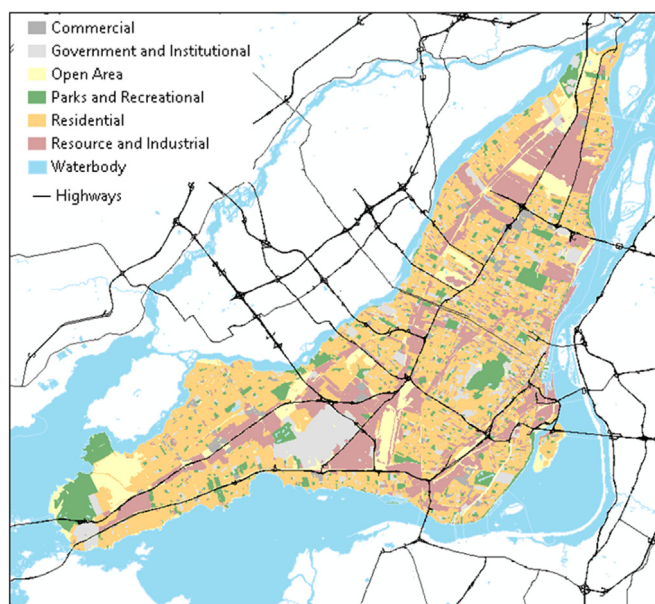 Commercial
Government and Institutional
Open Area
Parks and Recreational
Residential
Resource and Industrial
Waterbody
Highways